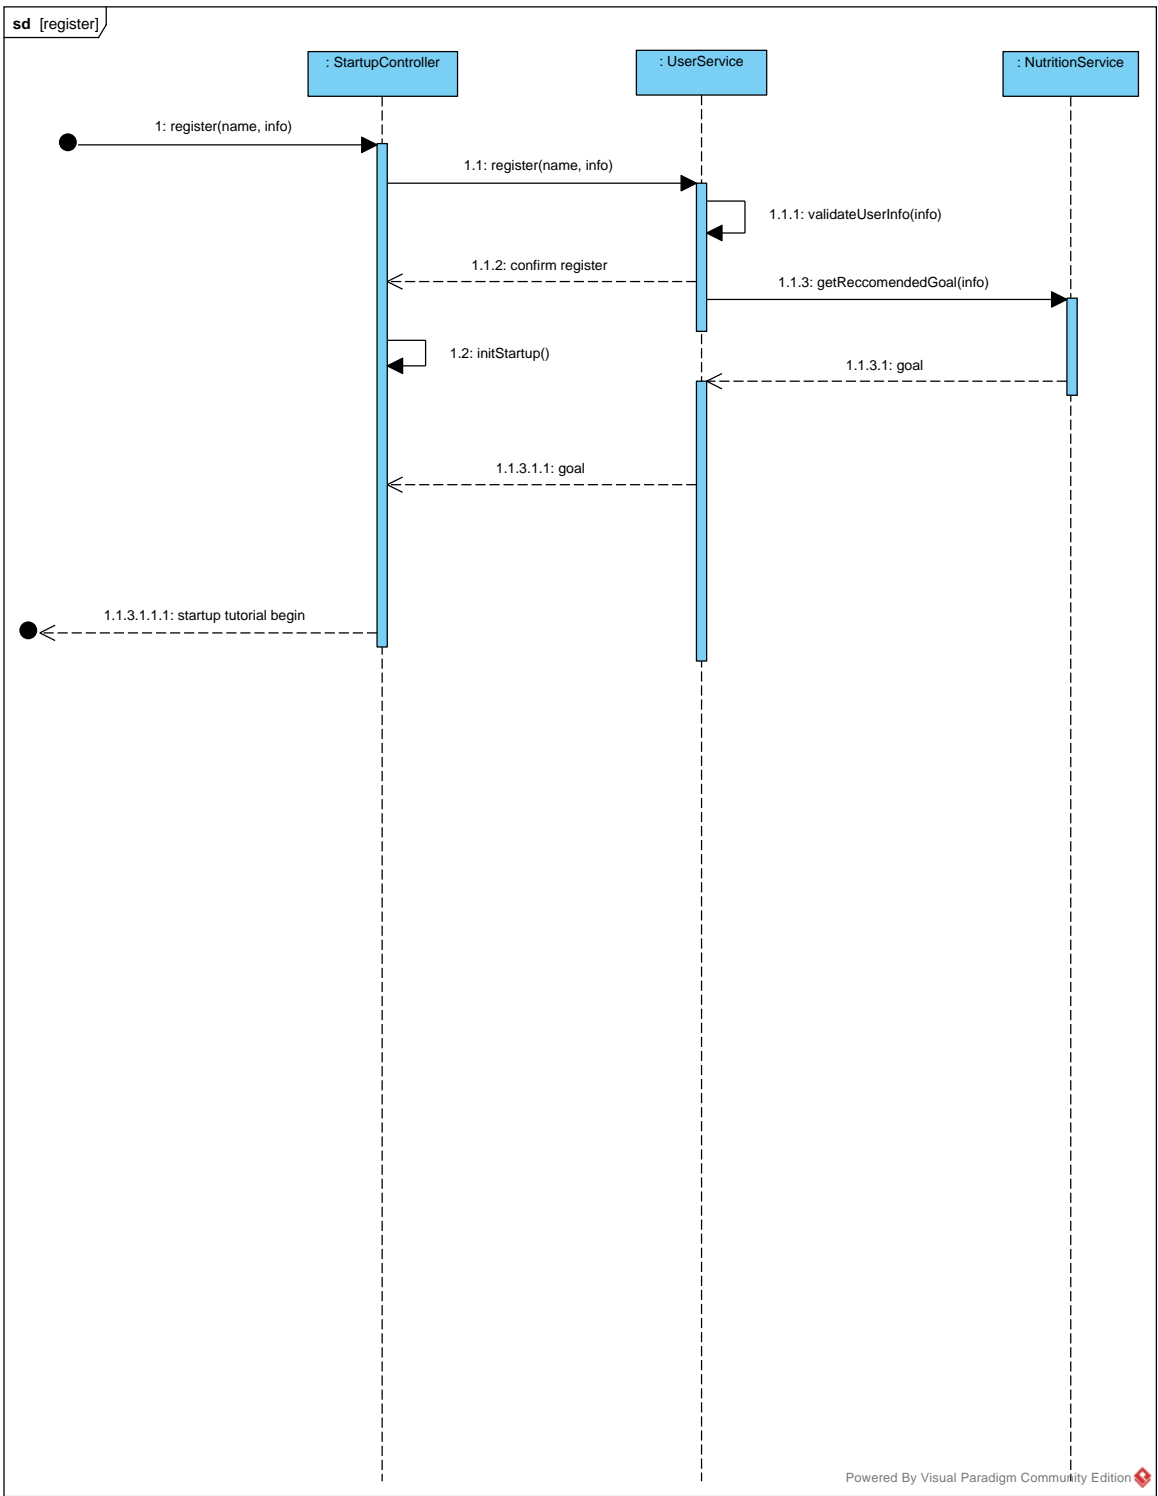 sd [register]
: StartupController
: UserService
: NutritionService
1: register(name, info)
1.1: register(name, info)
1.1.1: validateUserInfo(info)
1.1.2: confirm register
1.1.3: getReccomendedGoal(info)
1.2: initStartup()
1.1.3.1: goal
1.1.3.1.1: goal
1.1.3.1.1.1: startup tutorial begin
Powered By Visual Paradigm Community Edition